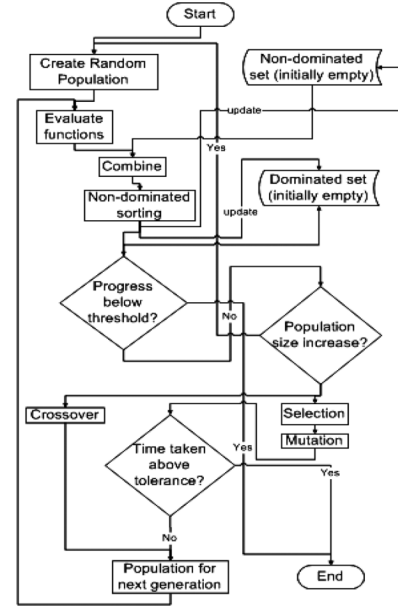 Start
Create Random
Population
Non-dominated
set (initially empty)
update
Evaluate
functions
Yes
Combine
Non-dominated
sorting
Dominated set
(initially empty)
update
Progress
below
threshold?
No
Population
size increase?
Crossover
Selection
Mutation
Time taken
above
tolerance?
Yes
Yes
No
Population for
next generation
End